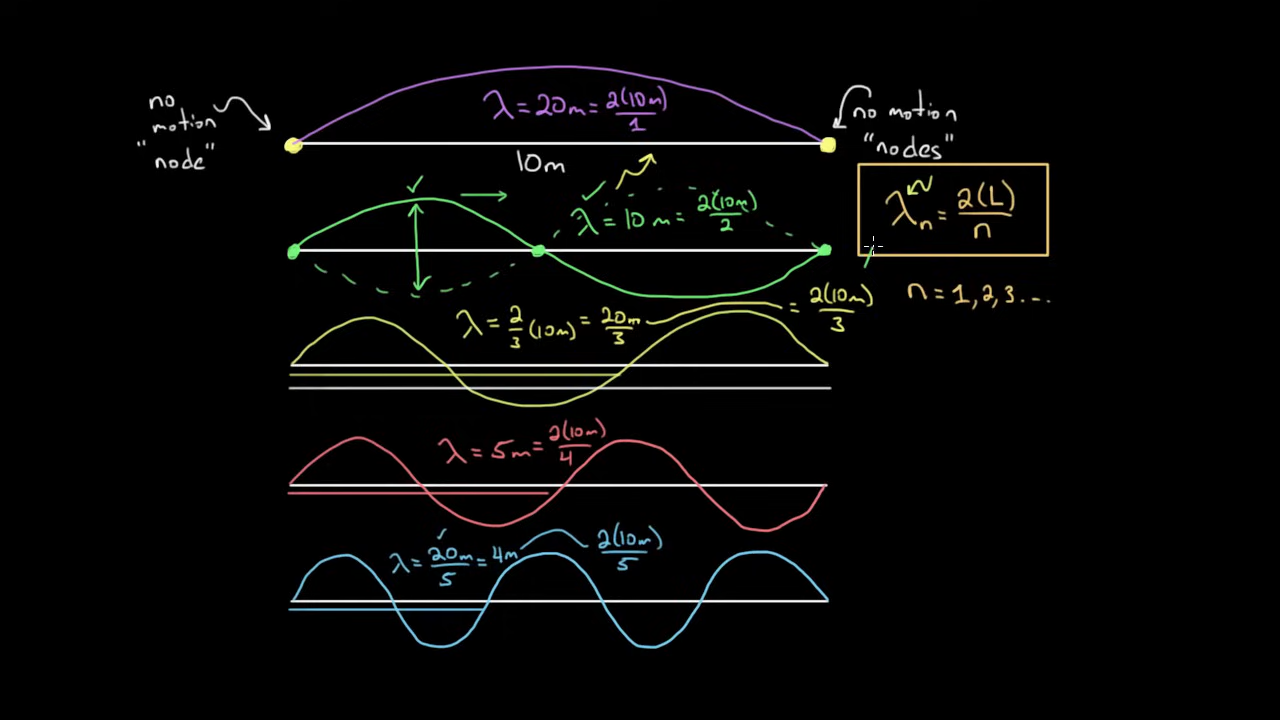 no
motion
"node"
λ = 20m = 2(10m)/1
10m
no motion
"nodes"
λn = 2(L)/n
n = 1,2,3...
λ = 10m = 2(10m)/2
λ = 2/3 (10m) = 20m/3 = 2(10m)/3
λ = 5m = 2(10m)/4
λ = 20m/5 = 4m 2(10m)/5